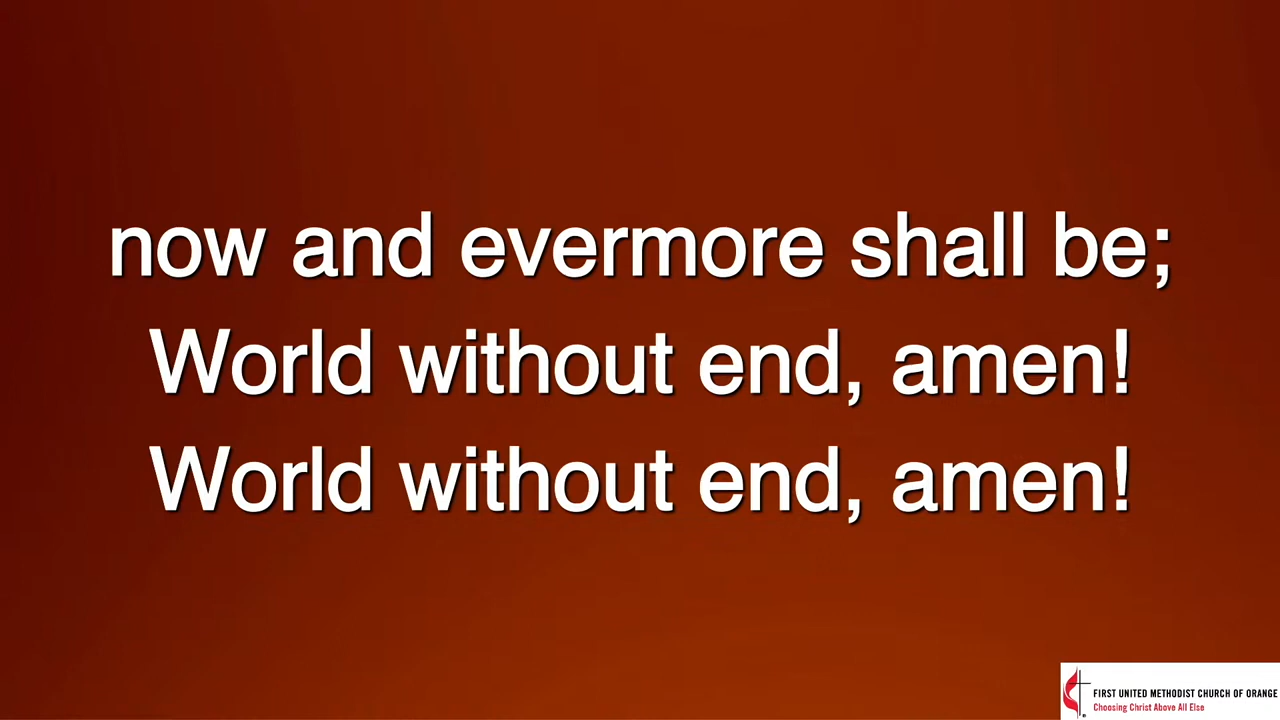 now and evermore shall be;
World without end, amen!
World without end, amen!
FIRST UNITED METHODIST CHURCH OF ORANGE
Choosing Christ Above All Else